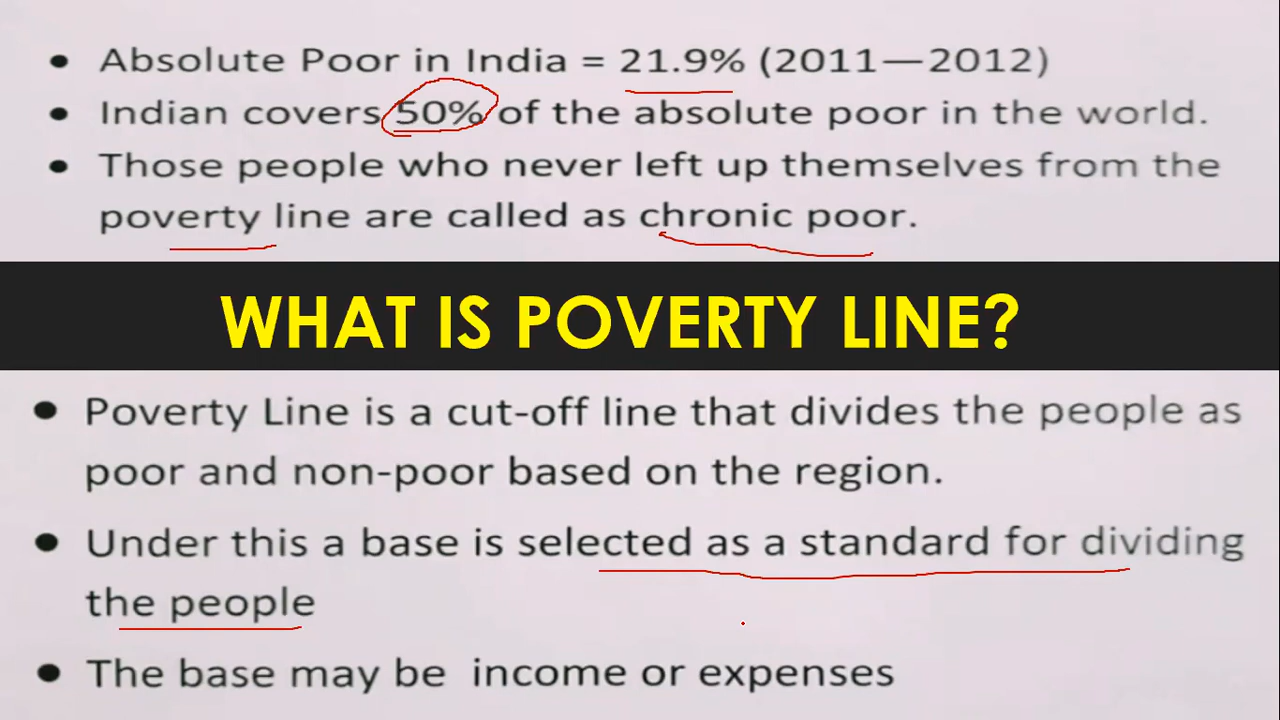 • Absolute Poor in India = 21.9% (2011—2012)
• Indian covers 50% of the absolute poor in the world.
• Those people who never left up themselves from the
poverty line are called as chronic poor.
WHAT IS POVERTY LINE?
• Poverty Line is a cut-off line that divides the people as
poor and non-poor based on the region.
• Under this a base is selected as a standard for dividing
the people
• The base may be income or expenses